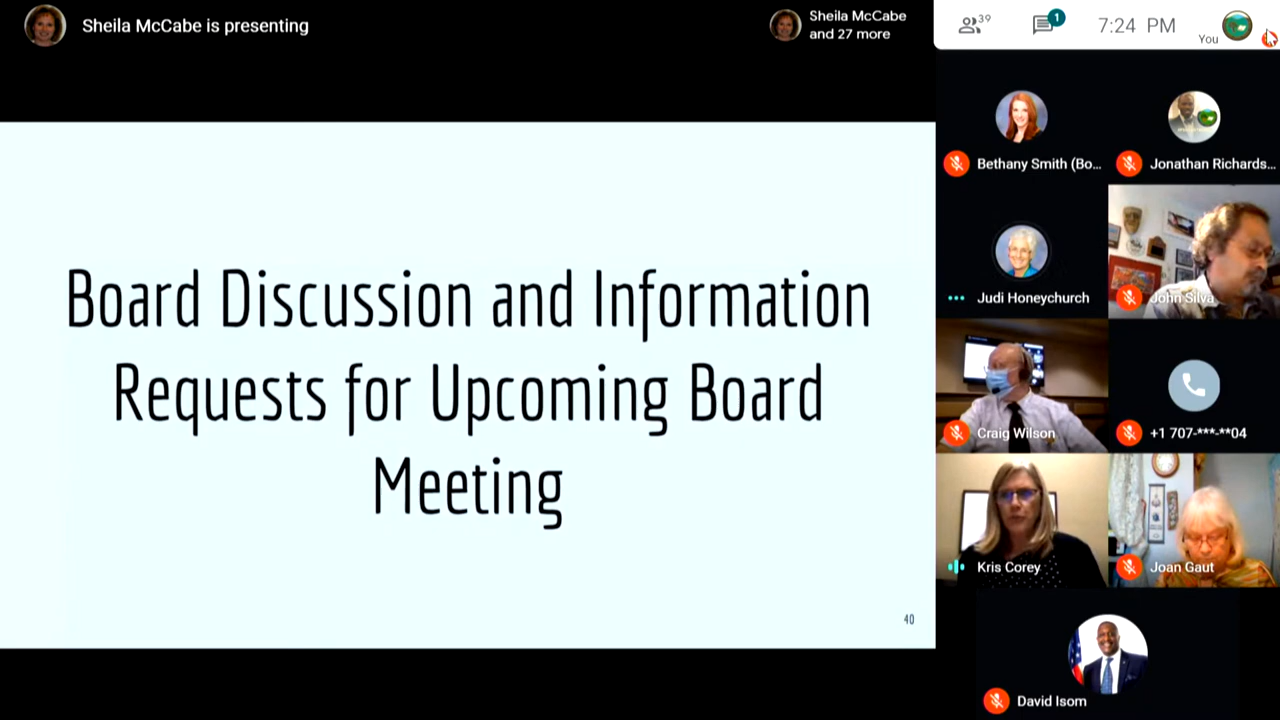 Sheila McCabe is presenting
Sheila McCabe
and 27 more
39
1
7:24 PM
You
Bethany Smith (Bo...
Jonathan Richards...
Judi Honeychurch
John Silva
Craig Wilson
+1 707-***-**04
Kris Corey
Joan Gaut
David Isom
Board Discussion and Information
Requests for Upcoming Board
Meeting
40